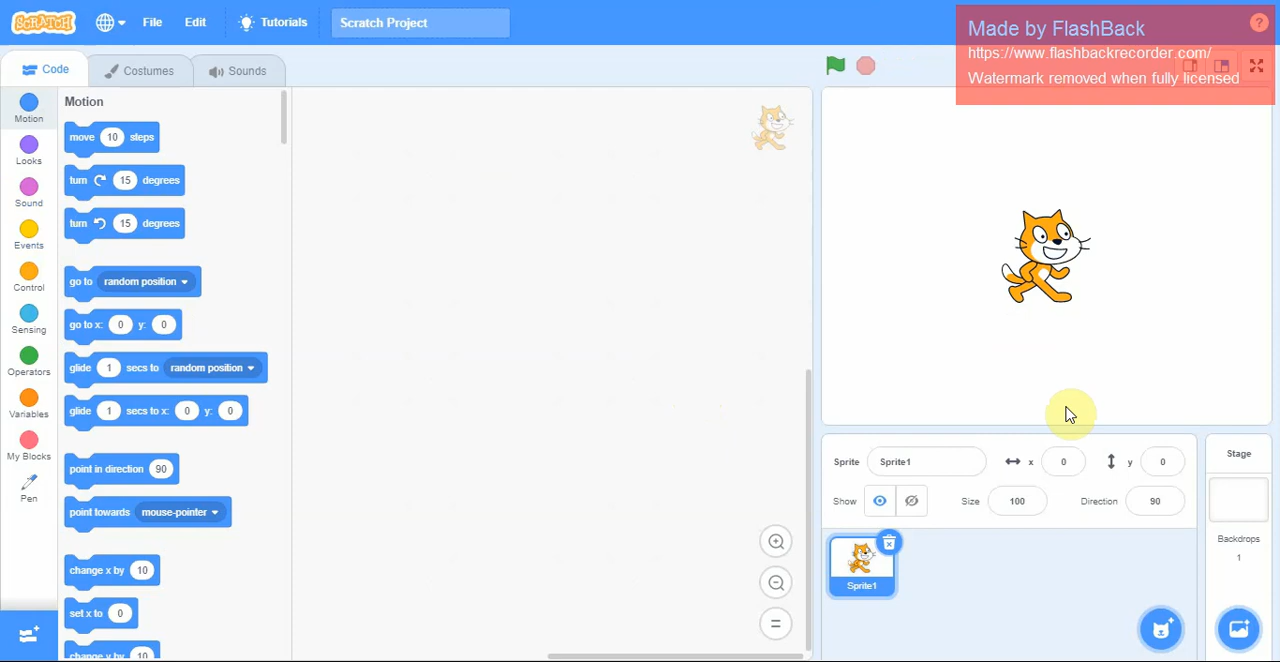 SCRATCH
File
Edit
Tutorials
Scratch Project
Made by FlashBack
https://www.flashbackrecorder.com/
Watermark removed when fully licensed
?
Code
Costumes
Sounds
Motion
Looks
Sound
Events
Control
Sensing
Operators
Variables
My Blocks
Pen
Motion
move 10 steps
turn 15 degrees
turn 15 degrees
go to random position
go to x: 0 y: 0
glide 1 secs to random position
glide 1 secs to x: 0 y: 0
point in direction 90
point towards mouse-pointer
change x by 10
set x to 0
change y by 10
Sprite Sprite1 x 0 y 0
Show Size 100 Direction 90
Sprite1
Stage
Backdrops
1